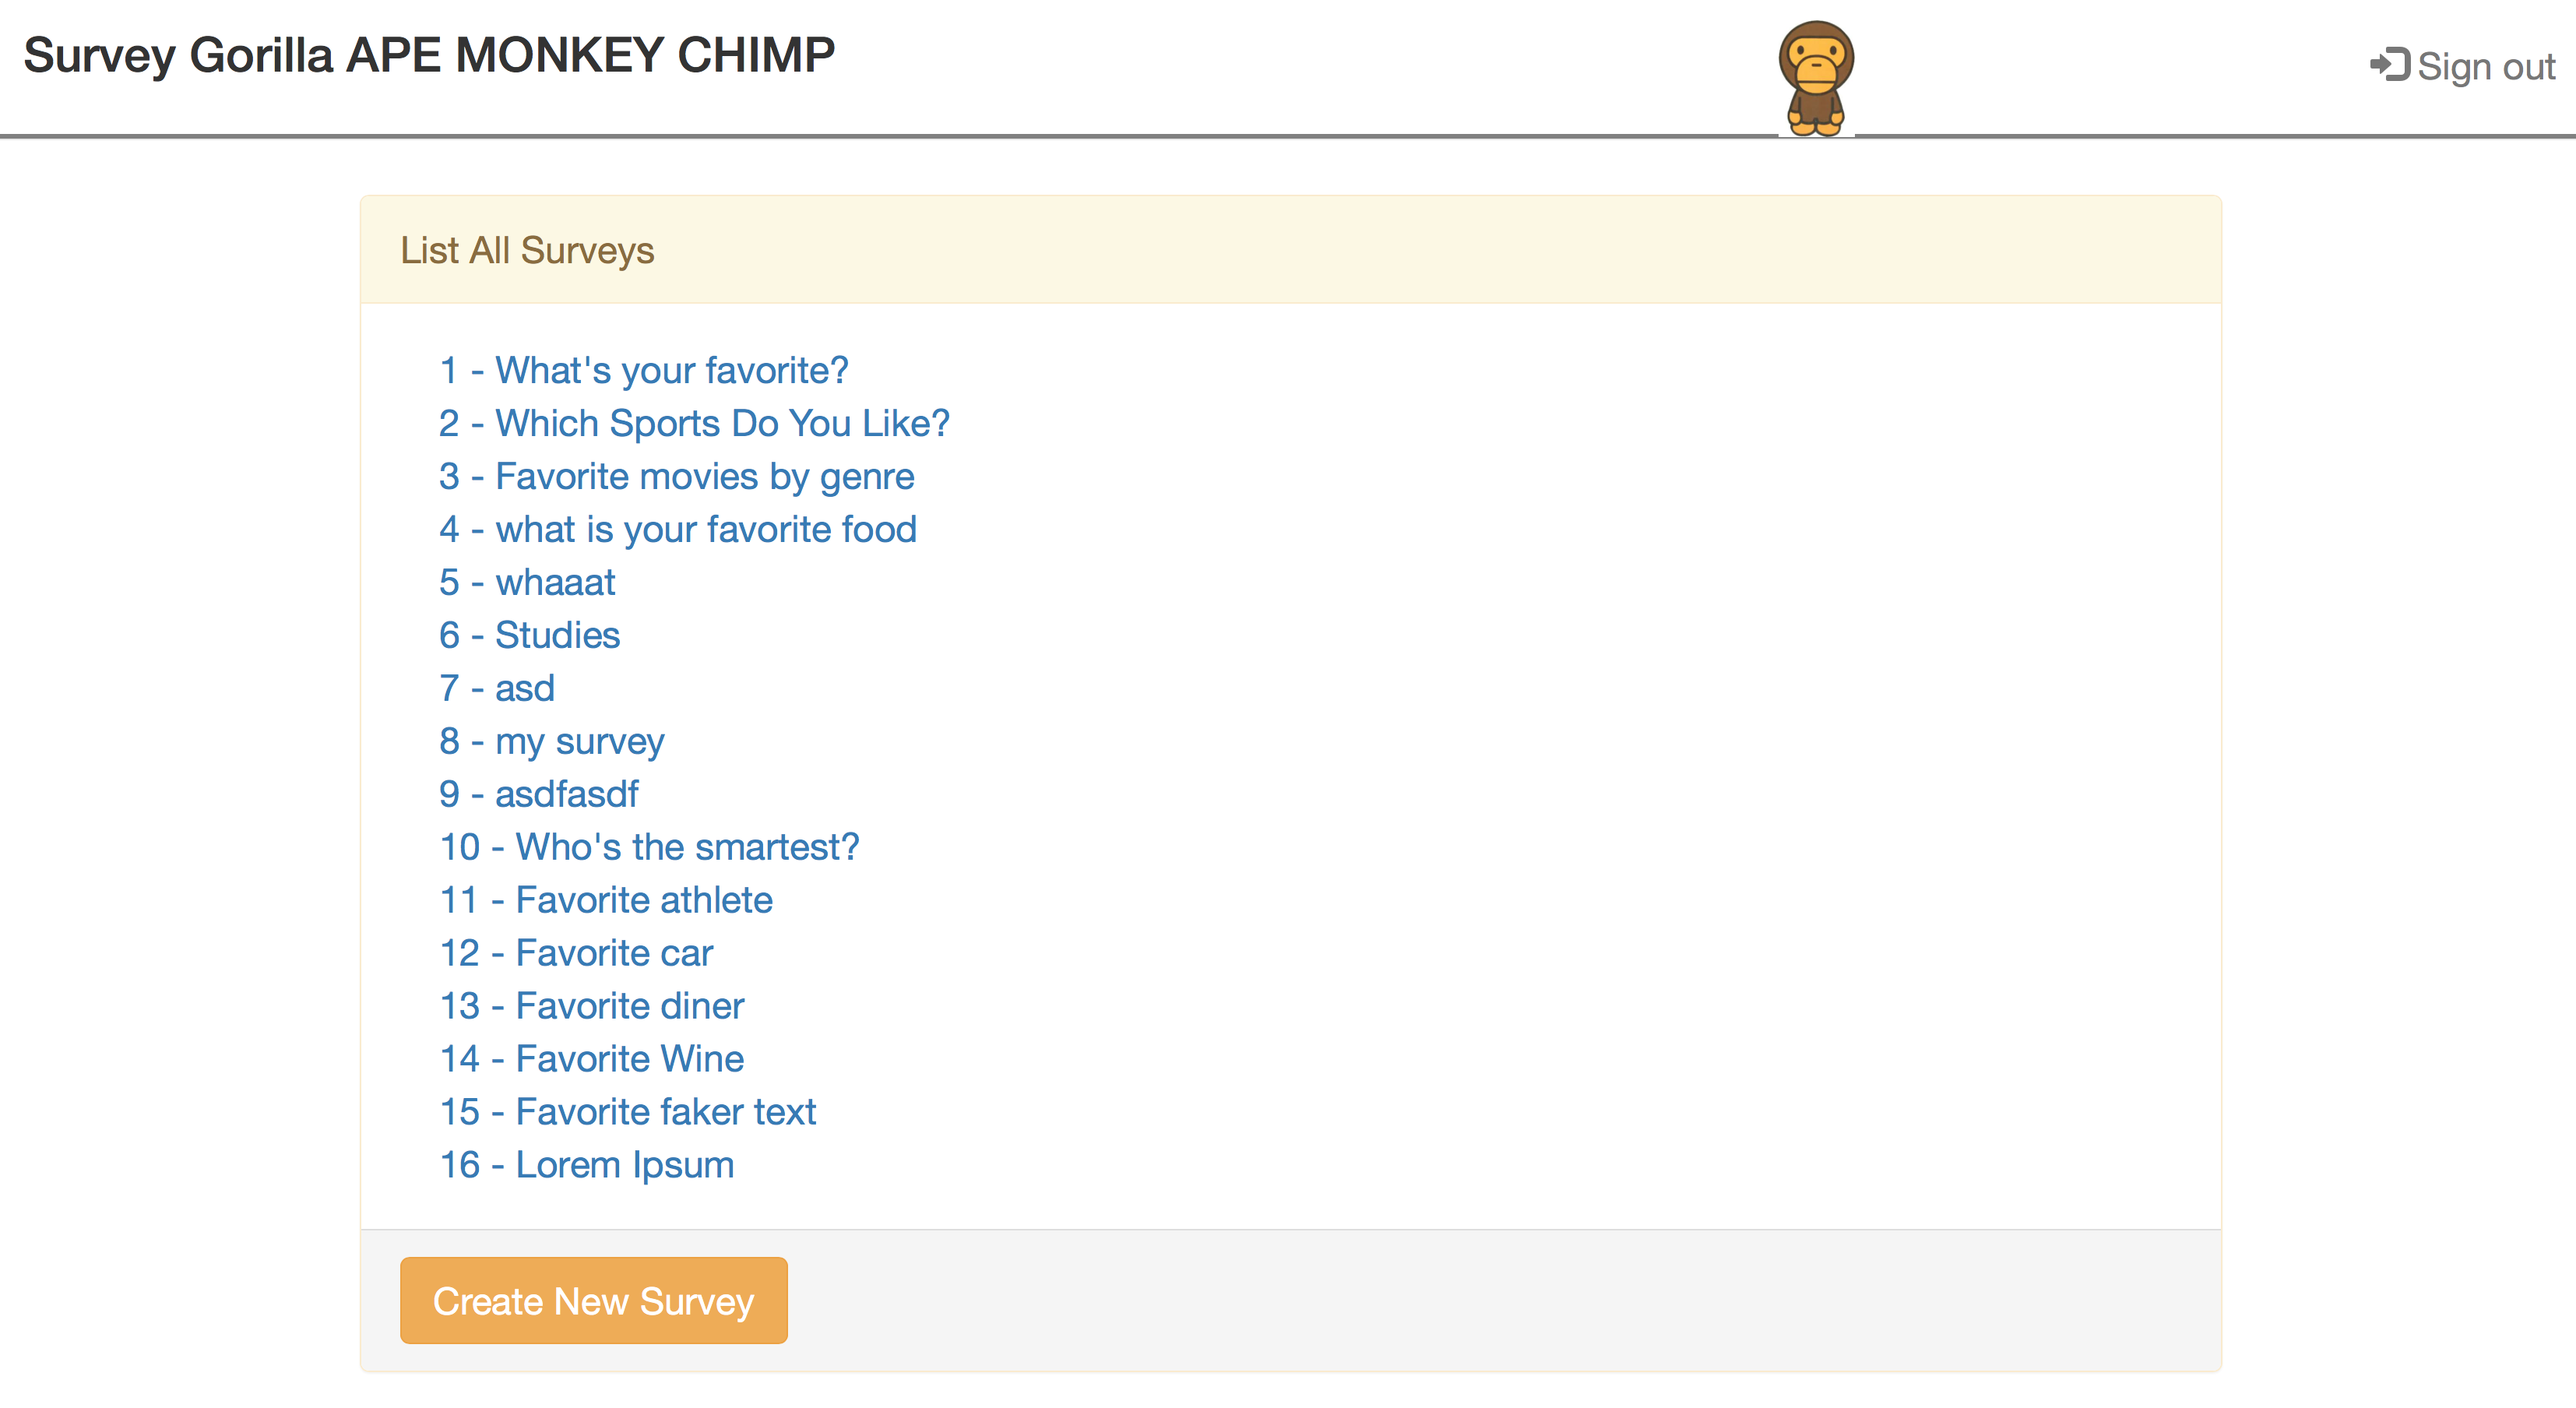 Survey Gorilla APE MONKEY CHIMP
Sign out
List All Surveys
1 - What's your favorite?
2 - Which Sports Do You Like?
3 - Favorite movies by genre
4 - what is your favorite food
5 - whaaat
6 - Studies
7 - asd
8 - my survey
9 - asdfasdf
10 - Who's the smartest?
11 - Favorite athlete
12 - Favorite car
13 - Favorite diner
14 - Favorite Wine
15 - Favorite faker text
16 - Lorem Ipsum
Create New Survey